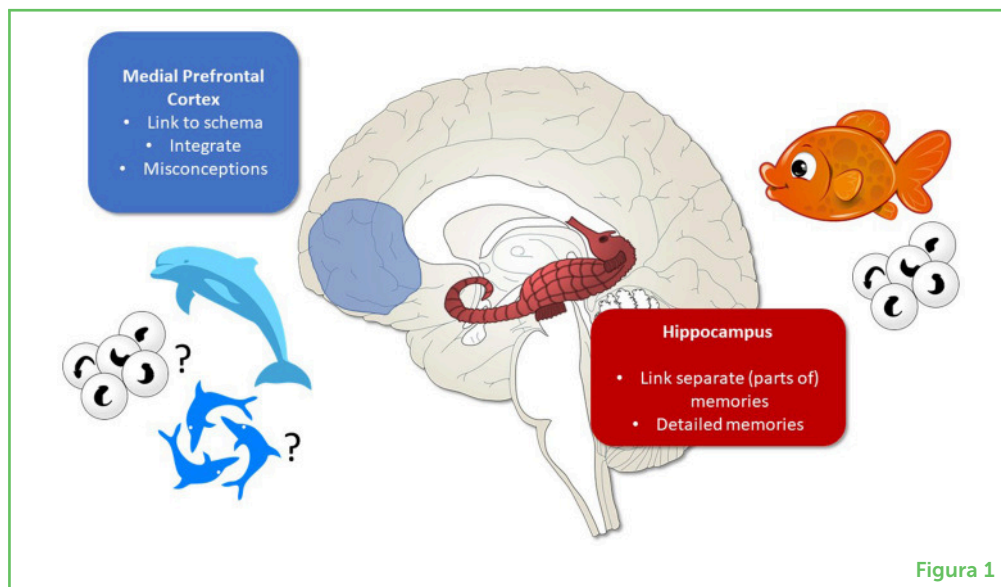 Medial Prefrontal
Cortex
• Link to schema
• Integrate
• Misconceptions
?
?
Hippocampus
• Link separate (parts of)
memories
• Detailed memories
Figura 1